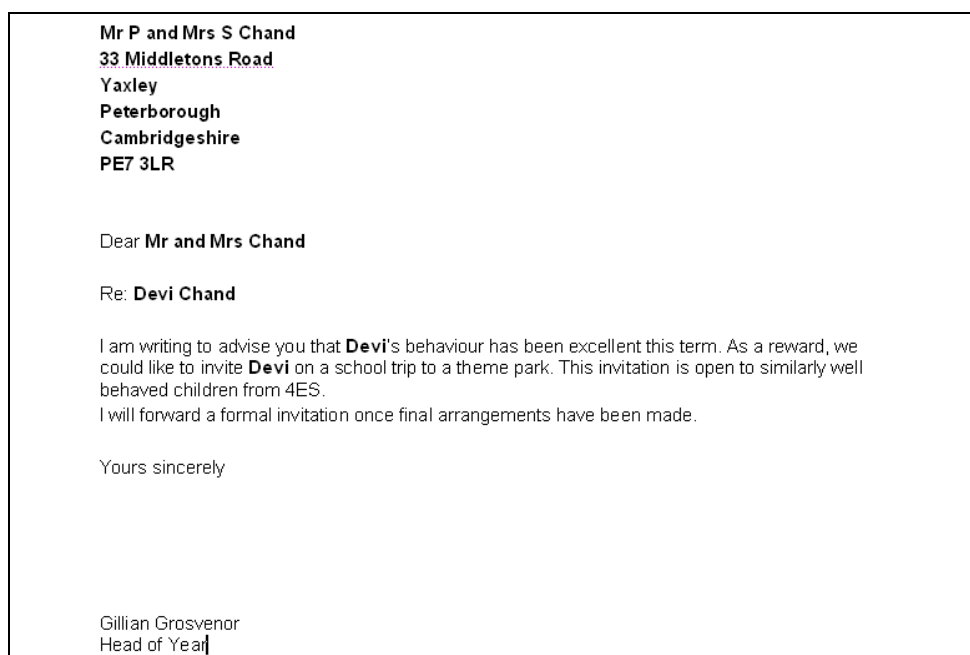 Mr P and Mrs S Chand
33 Middletons Road
Yaxley
Peterborough
Cambridgeshire
PE7 3LR
Dear Mr and Mrs Chand
Re: Devi Chand
I am writing to advise you that Devi's behaviour has been excellent this term. As a reward, we
could like to invite Devi on a school trip to a theme park. This invitation is open to similarly well
behaved children from 4ES.
I will forward a formal invitation once final arrangements have been made.
Yours sincerely
Gillian Grosvenor
Head of Year